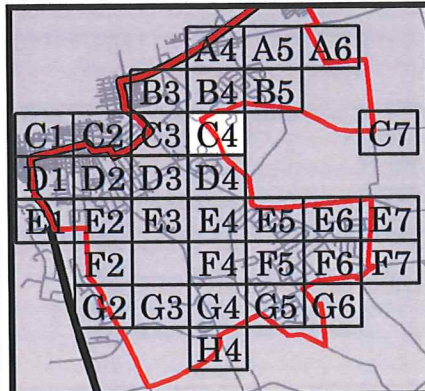 A4 A5 A6
B3 B4 B5
C1 C2 C3 C4 C7
D1 D2 D3 D4
E1 E2 E3 E4 E5 E6 E7
F2 F4 F5 F6 F7
G2 G3 G4 G5 G6
H4